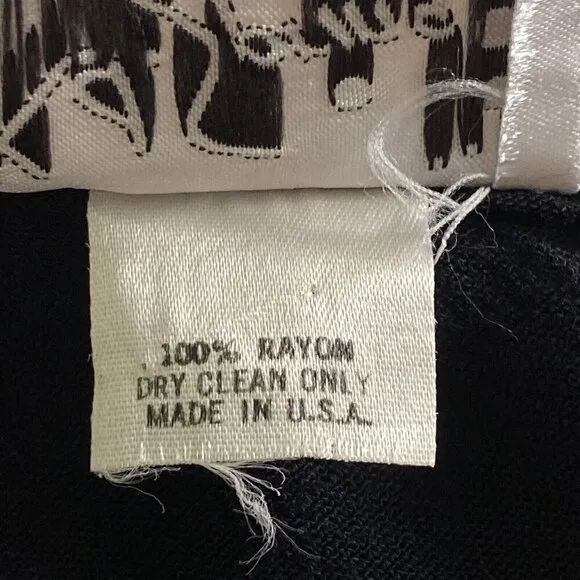 100% RAYON
DRY CLEAN ONLY
MADE IN U.S.A.